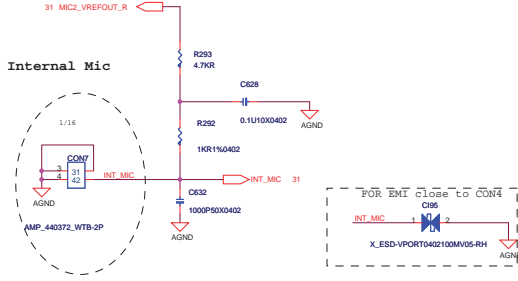 31 MIC2_VREFOUT_R
Internal Mic
R293
4.7KR
C628
0.1U10X0402
AGND
1/16
R292
1KR1%0402
CON7
3 31
4 42
INT_MIC
INT_MIC 31
AGND
C632
1000P50X0402
AMP_440372_WTB-2P
AGND
FOR EMI close to CON4
CI95
INT_MIC 1 2
X_ESD-VPORT0402100MV05-RH
AGND